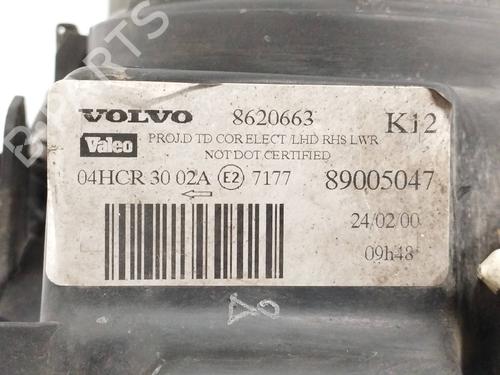 VOLVO 8620663 K12
Valeo PROJ.D TD COR ELECT /LHD RHS LWR
NOT DOT CERTIFIED
04HCR 30 02A E2 7177 89005047
24/02/00
09h48